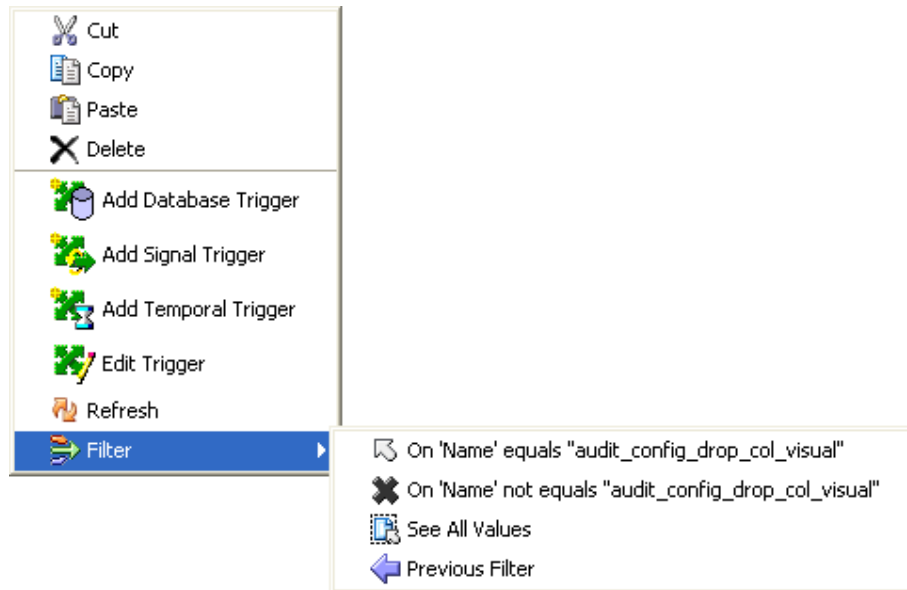 Cut
Copy
Paste
Delete
Add Database Trigger
Add Signal Trigger
Add Temporal Trigger
Edit Trigger
Refresh
Filter
On 'Name' equals "audit_config_drop_col_visual"
On 'Name' not equals "audit_config_drop_col_visual"
See All Values
Previous Filter